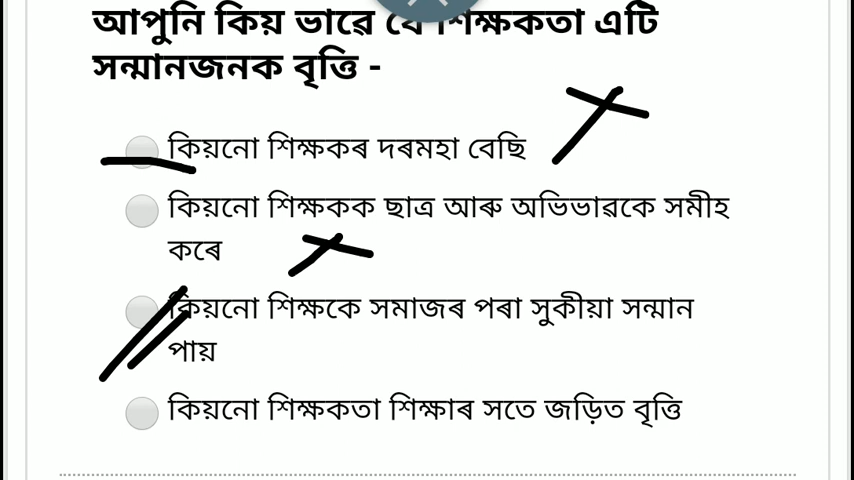 আপুনি কিয় ভাৱে যে শিক্ষকতা এটি
সন্মানজনক বৃত্তি -
কিয়নো শিক্ষকৰ দৰমহা বেছি
কিয়নো শিক্ষকক ছাত্ৰ আৰু অভিভাৱকে সমীহ
কৰে
কিয়নো শিক্ষকে সমাজৰ পৰা সুকীয়া সন্মান
পায়
কিয়নো শিক্ষকতা শিক্ষাৰ সতে জড়িত বৃত্তি